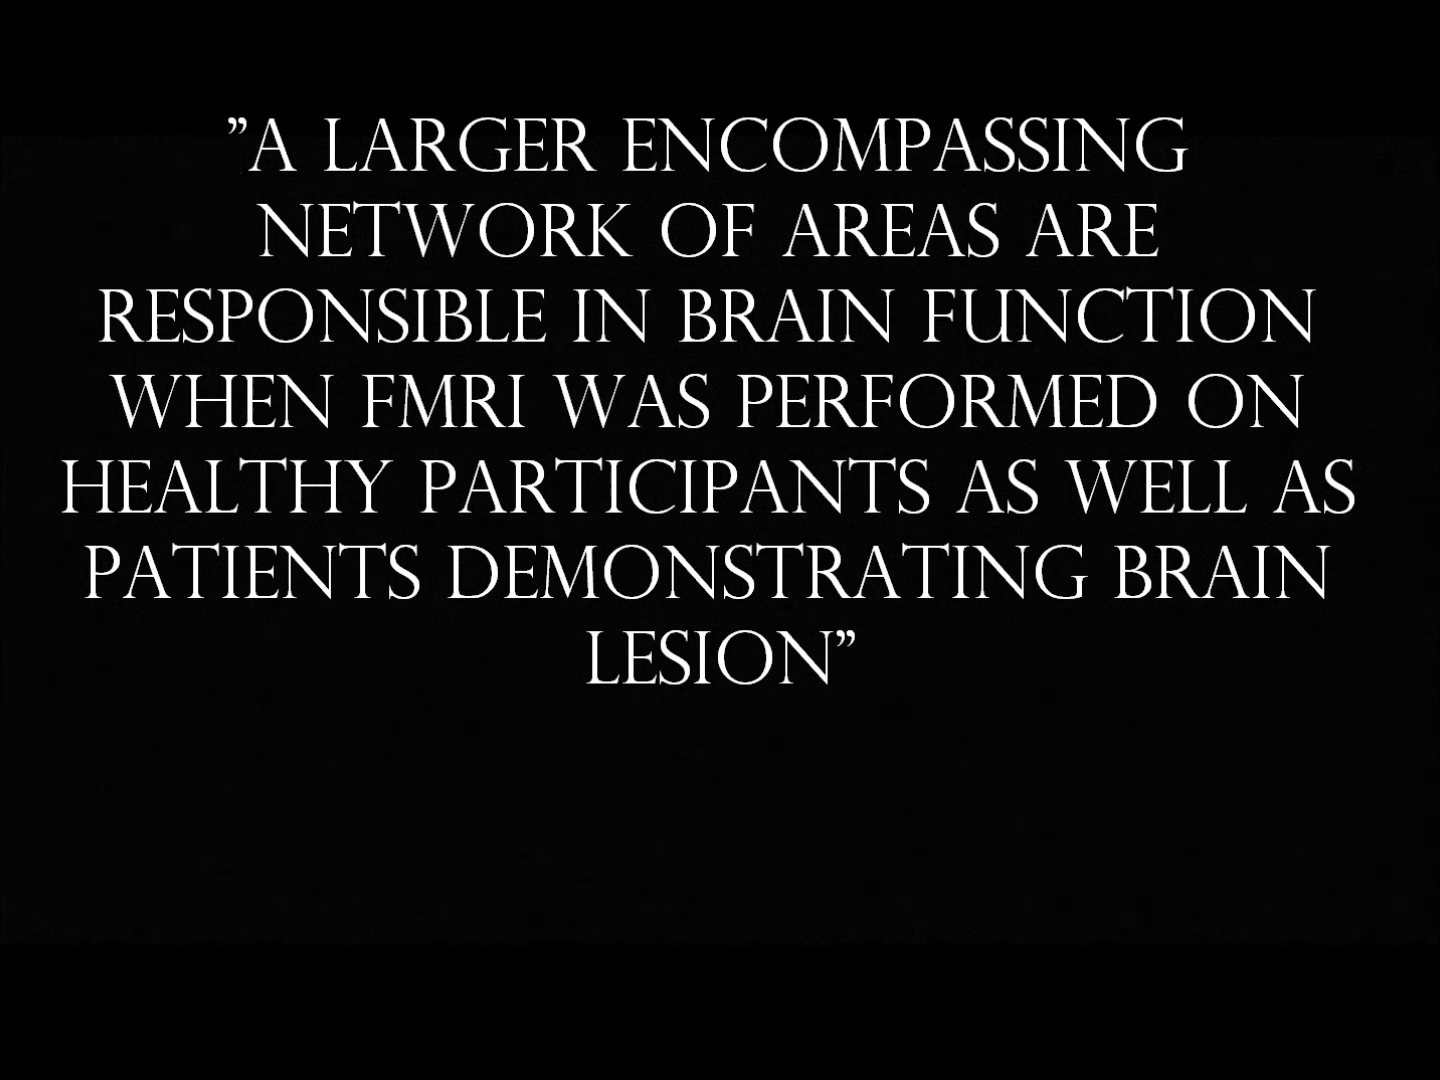 ”A LARGER ENCOMPASSING
NETWORK OF AREAS ARE
RESPONSIBLE IN BRAIN FUNCTION
WHEN FMRI WAS PERFORMED ON
HEALTHY PARTICIPANTS AS WELL AS
PATIENTS DEMONSTRATING BRAIN
LESION”